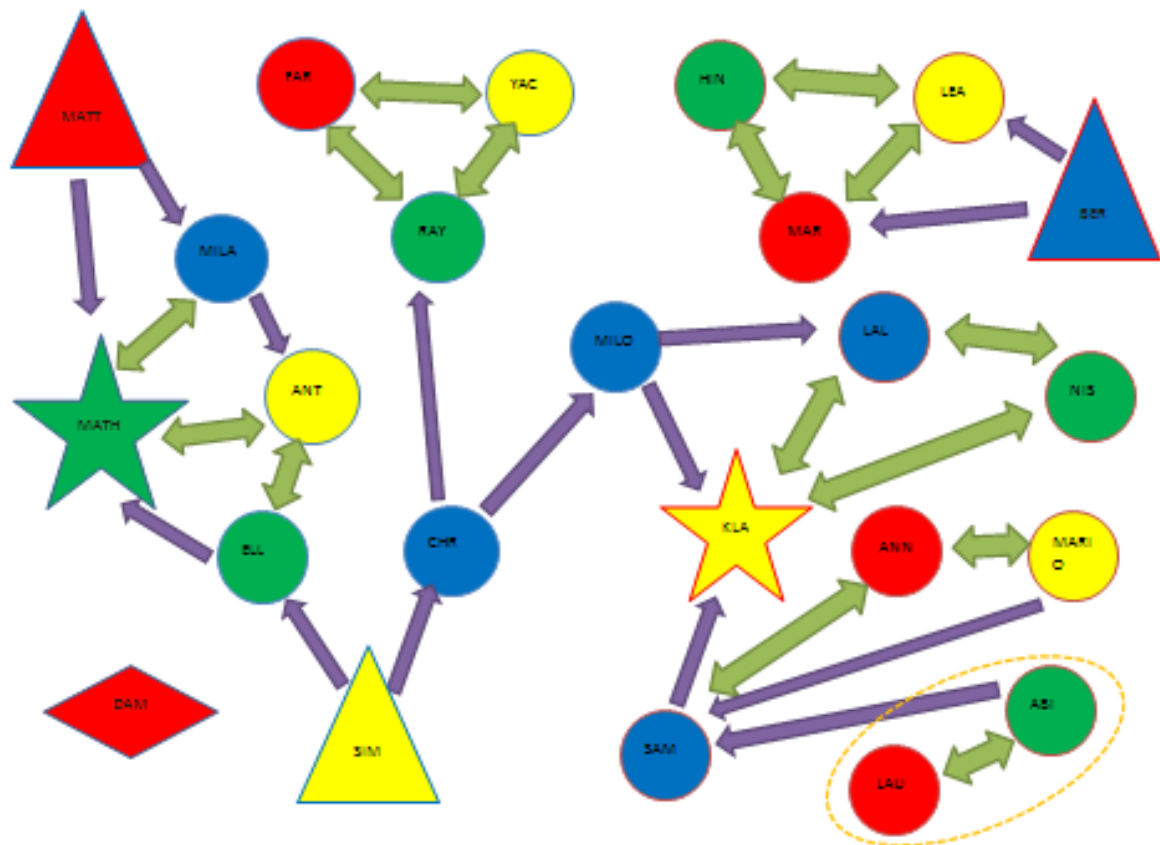 MATT
FAR
YAC
HIN
LEA
MILA
RAY
MAR
BER
MILO
LAL
ANT
NIS
MATH
KLA
ELL
CHR
ANN
MARI
O
DAM
SIM
SAM
ABI
LAU